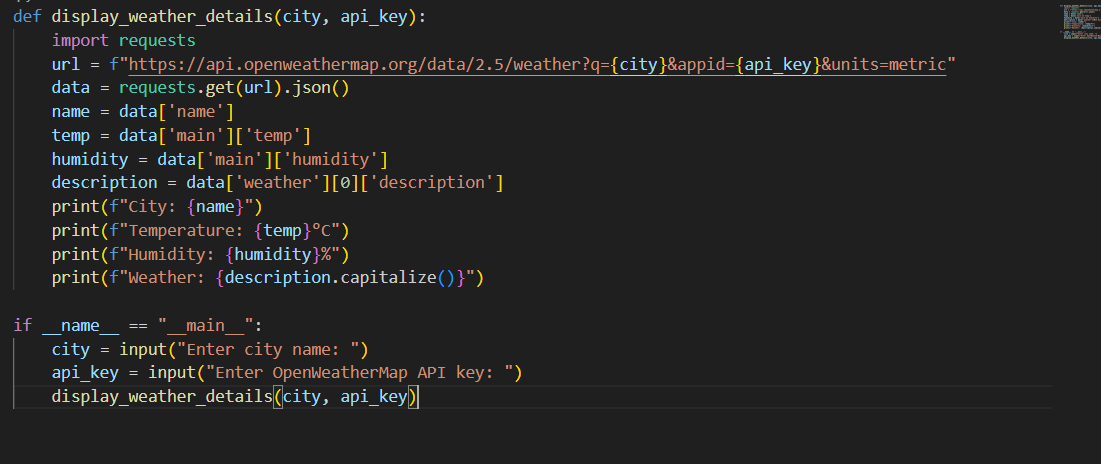 def display_weather_details(city, api_key):
    import requests
    url = f"https://api.openweathermap.org/data/2.5/weather?q={city}&appid={api_key}&units=metric"
    data = requests.get(url).json()
    name = data['name']
    temp = data['main']['temp']
    humidity = data['main']['humidity']
    description = data['weather'][0]['description']
    print(f"City: {name}")
    print(f"Temperature: {temp}°C")
    print(f"Humidity: {humidity}%")
    print(f"Weather: {description.capitalize()}")

if __name__ == "__main__":
    city = input("Enter city name: ")
    api_key = input("Enter OpenWeatherMap API key: ")
    display_weather_details(city, api_key)